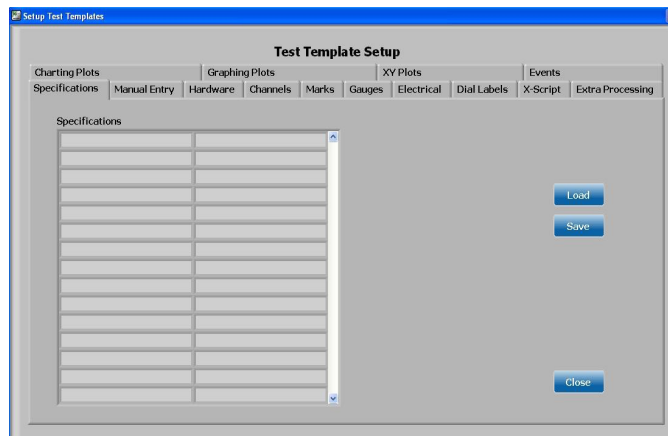 Setup Test Templates
Test Template Setup
Charting Plots Graphing Plots XY Plots Events
Specifications Manual Entry Hardware Channels Marks Gauges Electrical Dial Labels X-Script Extra Processing
Specifications
Load
Save
Close